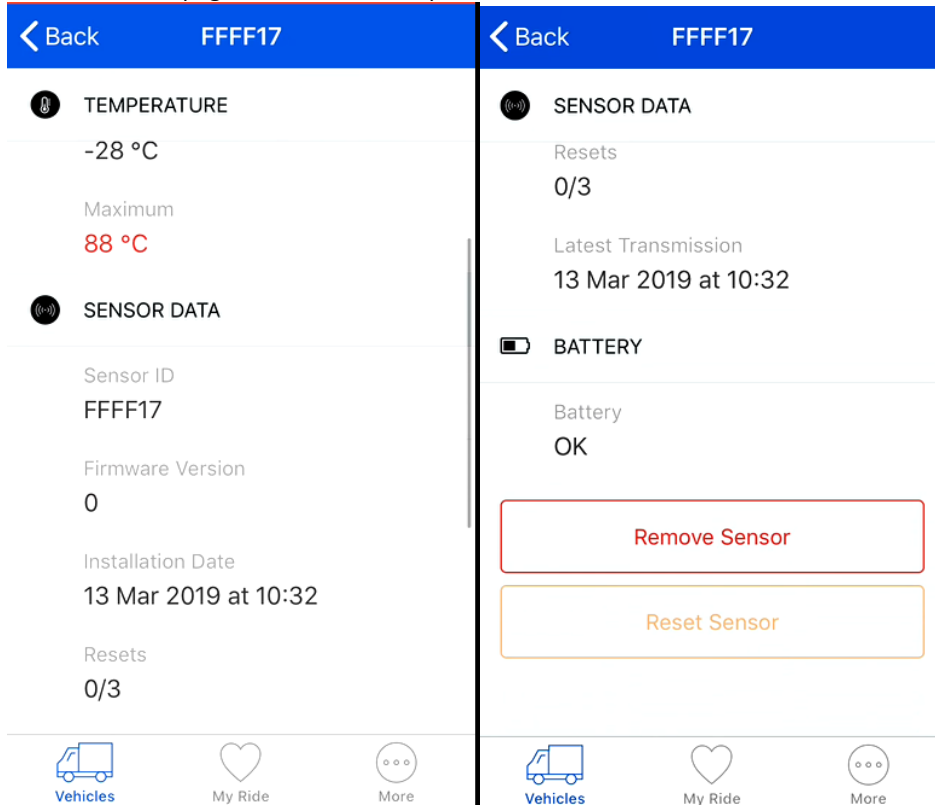 Back
FFFF17
TEMPERATURE
-28 °C
Maximum
88 °C
SENSOR DATA
Sensor ID
FFFF17
Firmware Version
0
Installation Date
13 Mar 2019 at 10:32
Resets
0/3
Vehicles
My Ride
More
Back
FFFF17
SENSOR DATA
Resets
0/3
Latest Transmission
13 Mar 2019 at 10:32
BATTERY
Battery
OK
Remove Sensor
Reset Sensor
Vehicles
My Ride
More